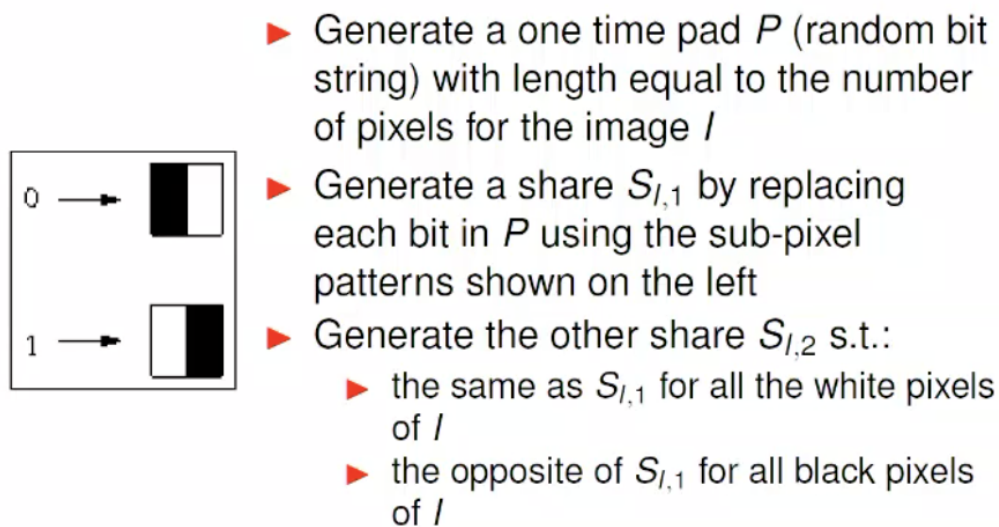 0
1
Generate a one time pad P (random bit
string) with length equal to the number
of pixels for the image I
Generate a share S_{I,1} by replacing
each bit in P using the sub-pixel
patterns shown on the left
Generate the other share S_{I,2} s.t.:
the same as S_{I,1} for all the white pixels
of I
the opposite of S_{I,1} for all black pixels
of I